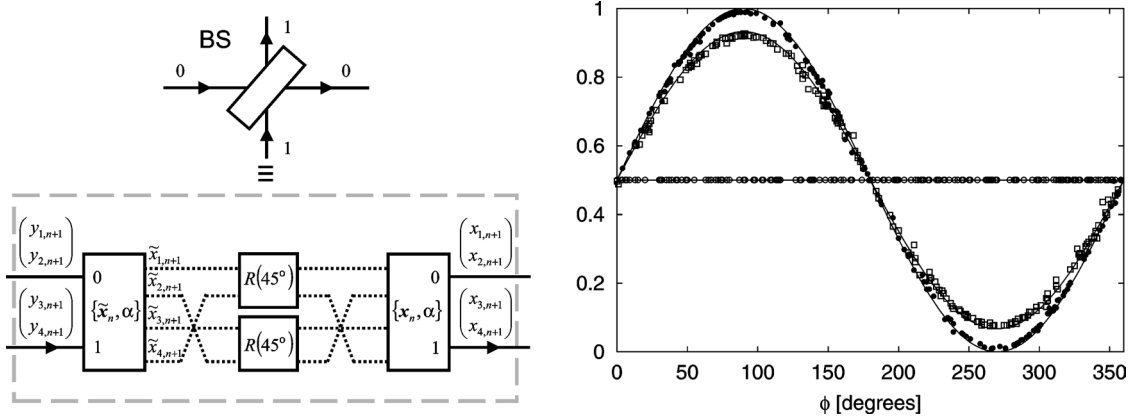 BS
1
0
0
1
≡
(y₁,ₙ₊₁
y₂,ₙ₊₁)
0
(y₃,ₙ₊₁
y₄,ₙ₊₁)
1
{x̃ₙ,α}
x̃₁,ₙ₊₁
x̃₂,ₙ₊₁
x̃₃,ₙ₊₁
x̃₄,ₙ₊₁
R(45°)
R(45°)
0
{xₙ,α}
1
(x₁,ₙ₊₁
x₂,ₙ₊₁)
(x₃,ₙ₊₁
x₄,ₙ₊₁)
1
0.8
0.6
0.4
0.2
0
0 50 100 150 200 250 300 350
ϕ [degrees]